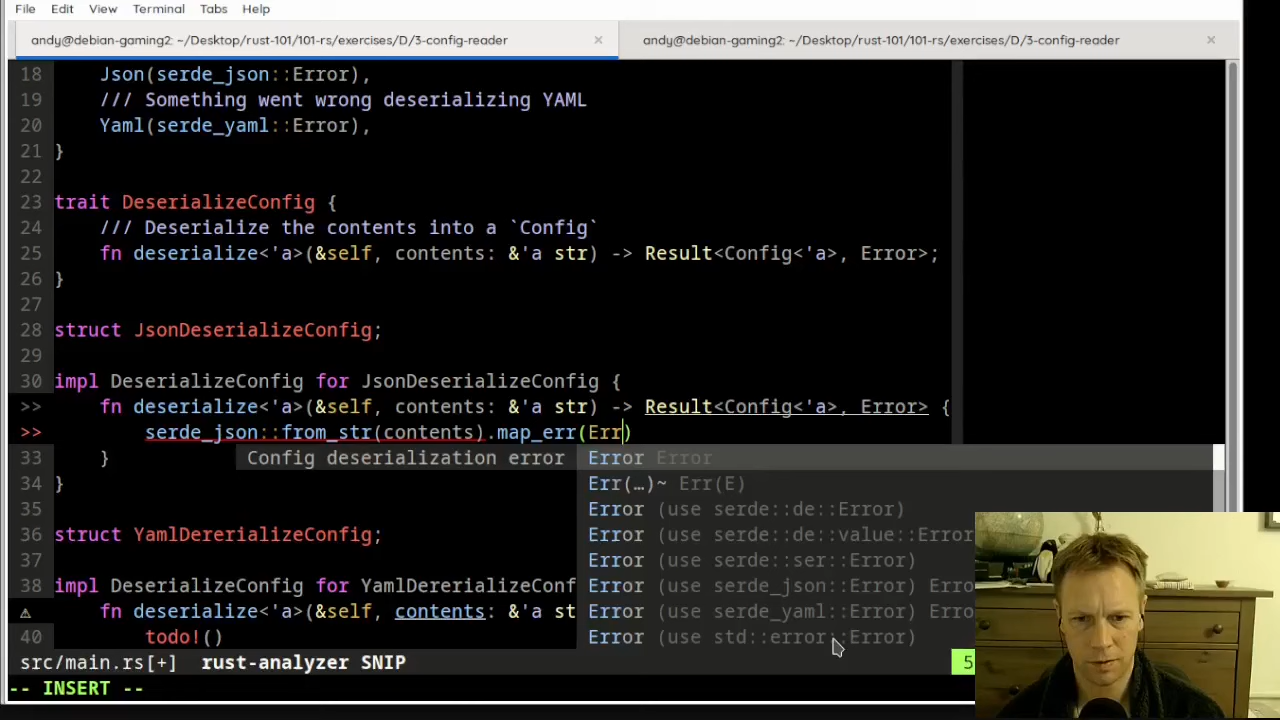 File Edit View Terminal Tabs Help
andy@debian-gaming2: ~/Desktop/rust-101/101-rs/exercises/D/3-config-reader × andy@debian-gaming2: ~/Desktop/rust-101/101-rs/exercises/D/3-config-reader ×
18 Json(serde_json::Error),
19 /// Something went wrong deserializing YAML
20 Yaml(serde_yaml::Error),
21 }
22
23 trait DeserializeConfig {
24 /// Deserialize the contents into a `Config`
25 fn deserialize<'a>(&self, contents: &'a str) -> Result<Config<'a>, Error>;
26 }
27
28 struct JsonDeserializeConfig;
29
30 impl DeserializeConfig for JsonDeserializeConfig {
>> fn deserialize<'a>(&self, contents: &'a str) -> Result<Config<'a>, Error> {
>> serde_json::from_str(contents).map_err(Err)
33 } Config deserialization error Error Error
34 } Err(…)~ Err(E)
35 Error (use serde::de::Error)
36 struct YamlDererializeConfig; Error (use serde::de::value::Error
37 Error (use serde::ser::Error)
38 impl DeserializeConfig for YamlDererializeConf Error (use serde_json::Error) Err
⚠ fn deserialize<'a>(&self, contents: &'a st Error (use serde_yaml::Error) Erro
40 todo!() Error (use std::error::Error)
src/main.rs[+] rust-analyzer SNIP 5
-- INSERT --